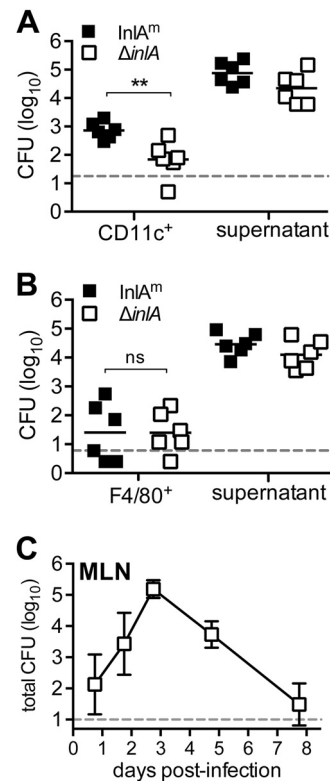 A
InlAᵐ
ΔinlA
CFU (log₁₀)
6
5
4
3
2
1
0
**
CD11c⁺
supernatant
B
InlAᵐ
ΔinlA
CFU (log₁₀)
6
5
4
3
2
1
0
ns
F4/80⁺
supernatant
C
MLN
total CFU (log₁₀)
6
5
4
3
2
1
0 1 2 3 4 5 6 7 8
days post-infection